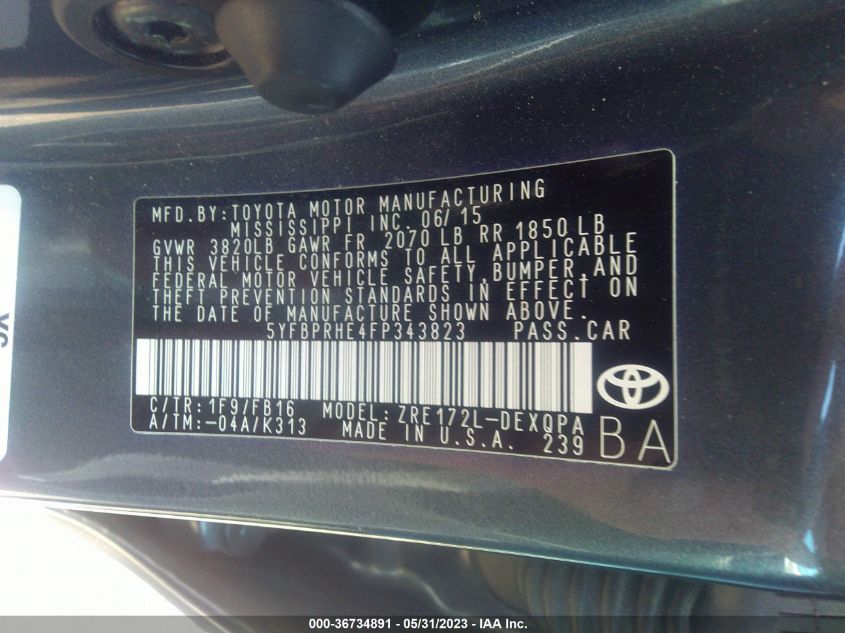 MFD.BY:TOYOTA MOTOR MANUFACTURING
MISSISSIPPI INC. 06/15
GVWR 3820LB GAWR FR 2070 LB RR 1850 LB
THIS VEHICLE CONFORMS TO ALL APPLICABLE
FEDERAL MOTOR VEHICLE SAFETY,BUMPER,AND
THEFT PREVENTION STANDARDS IN EFFECT ON
THE DATE OF MANUFACTURE SHOWN ABOVE.
5YFBPRHE4FP343823 PASS.CAR
C/TR:1F9/FB16 MODEL: ZRE172L-DEXQPA
A/TM:-04A/K313 MADE IN U.S.A. 239
BA
000-36734891 - 05/31/2023 - IAA Inc.